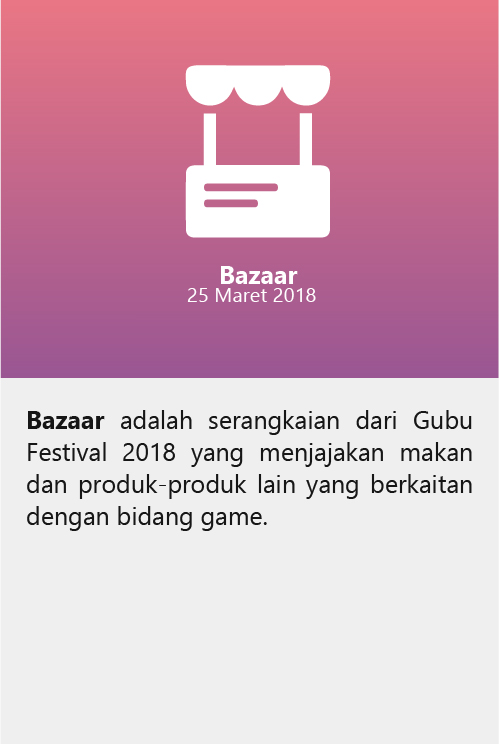 Bazaar
25 Maret 2018
Bazaar adalah serangkaian dari Gubu
Festival 2018 yang menjajakan makan
dan produk-produk lain yang berkaitan
dengan bidang game.